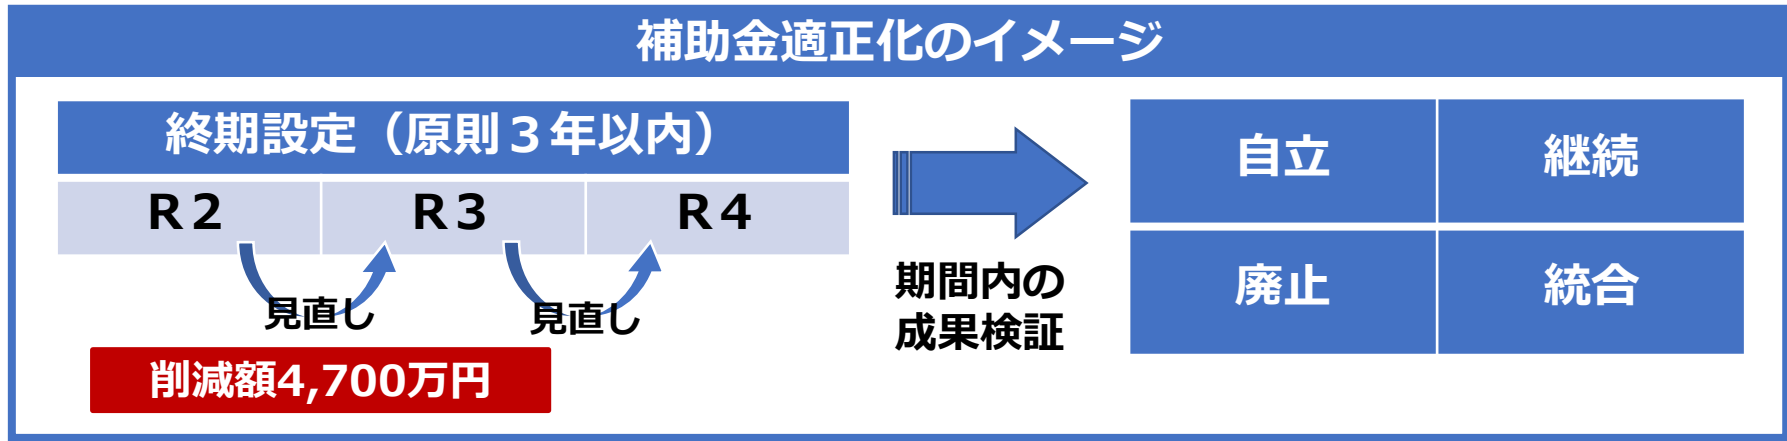 補助金適正化のイメージ
終期設定（原則３年以内）
Ｒ２
Ｒ３
Ｒ４
見直し
見直し
削減額4,700万円
期間内の
成果検証
自立
継続
廃止
統合